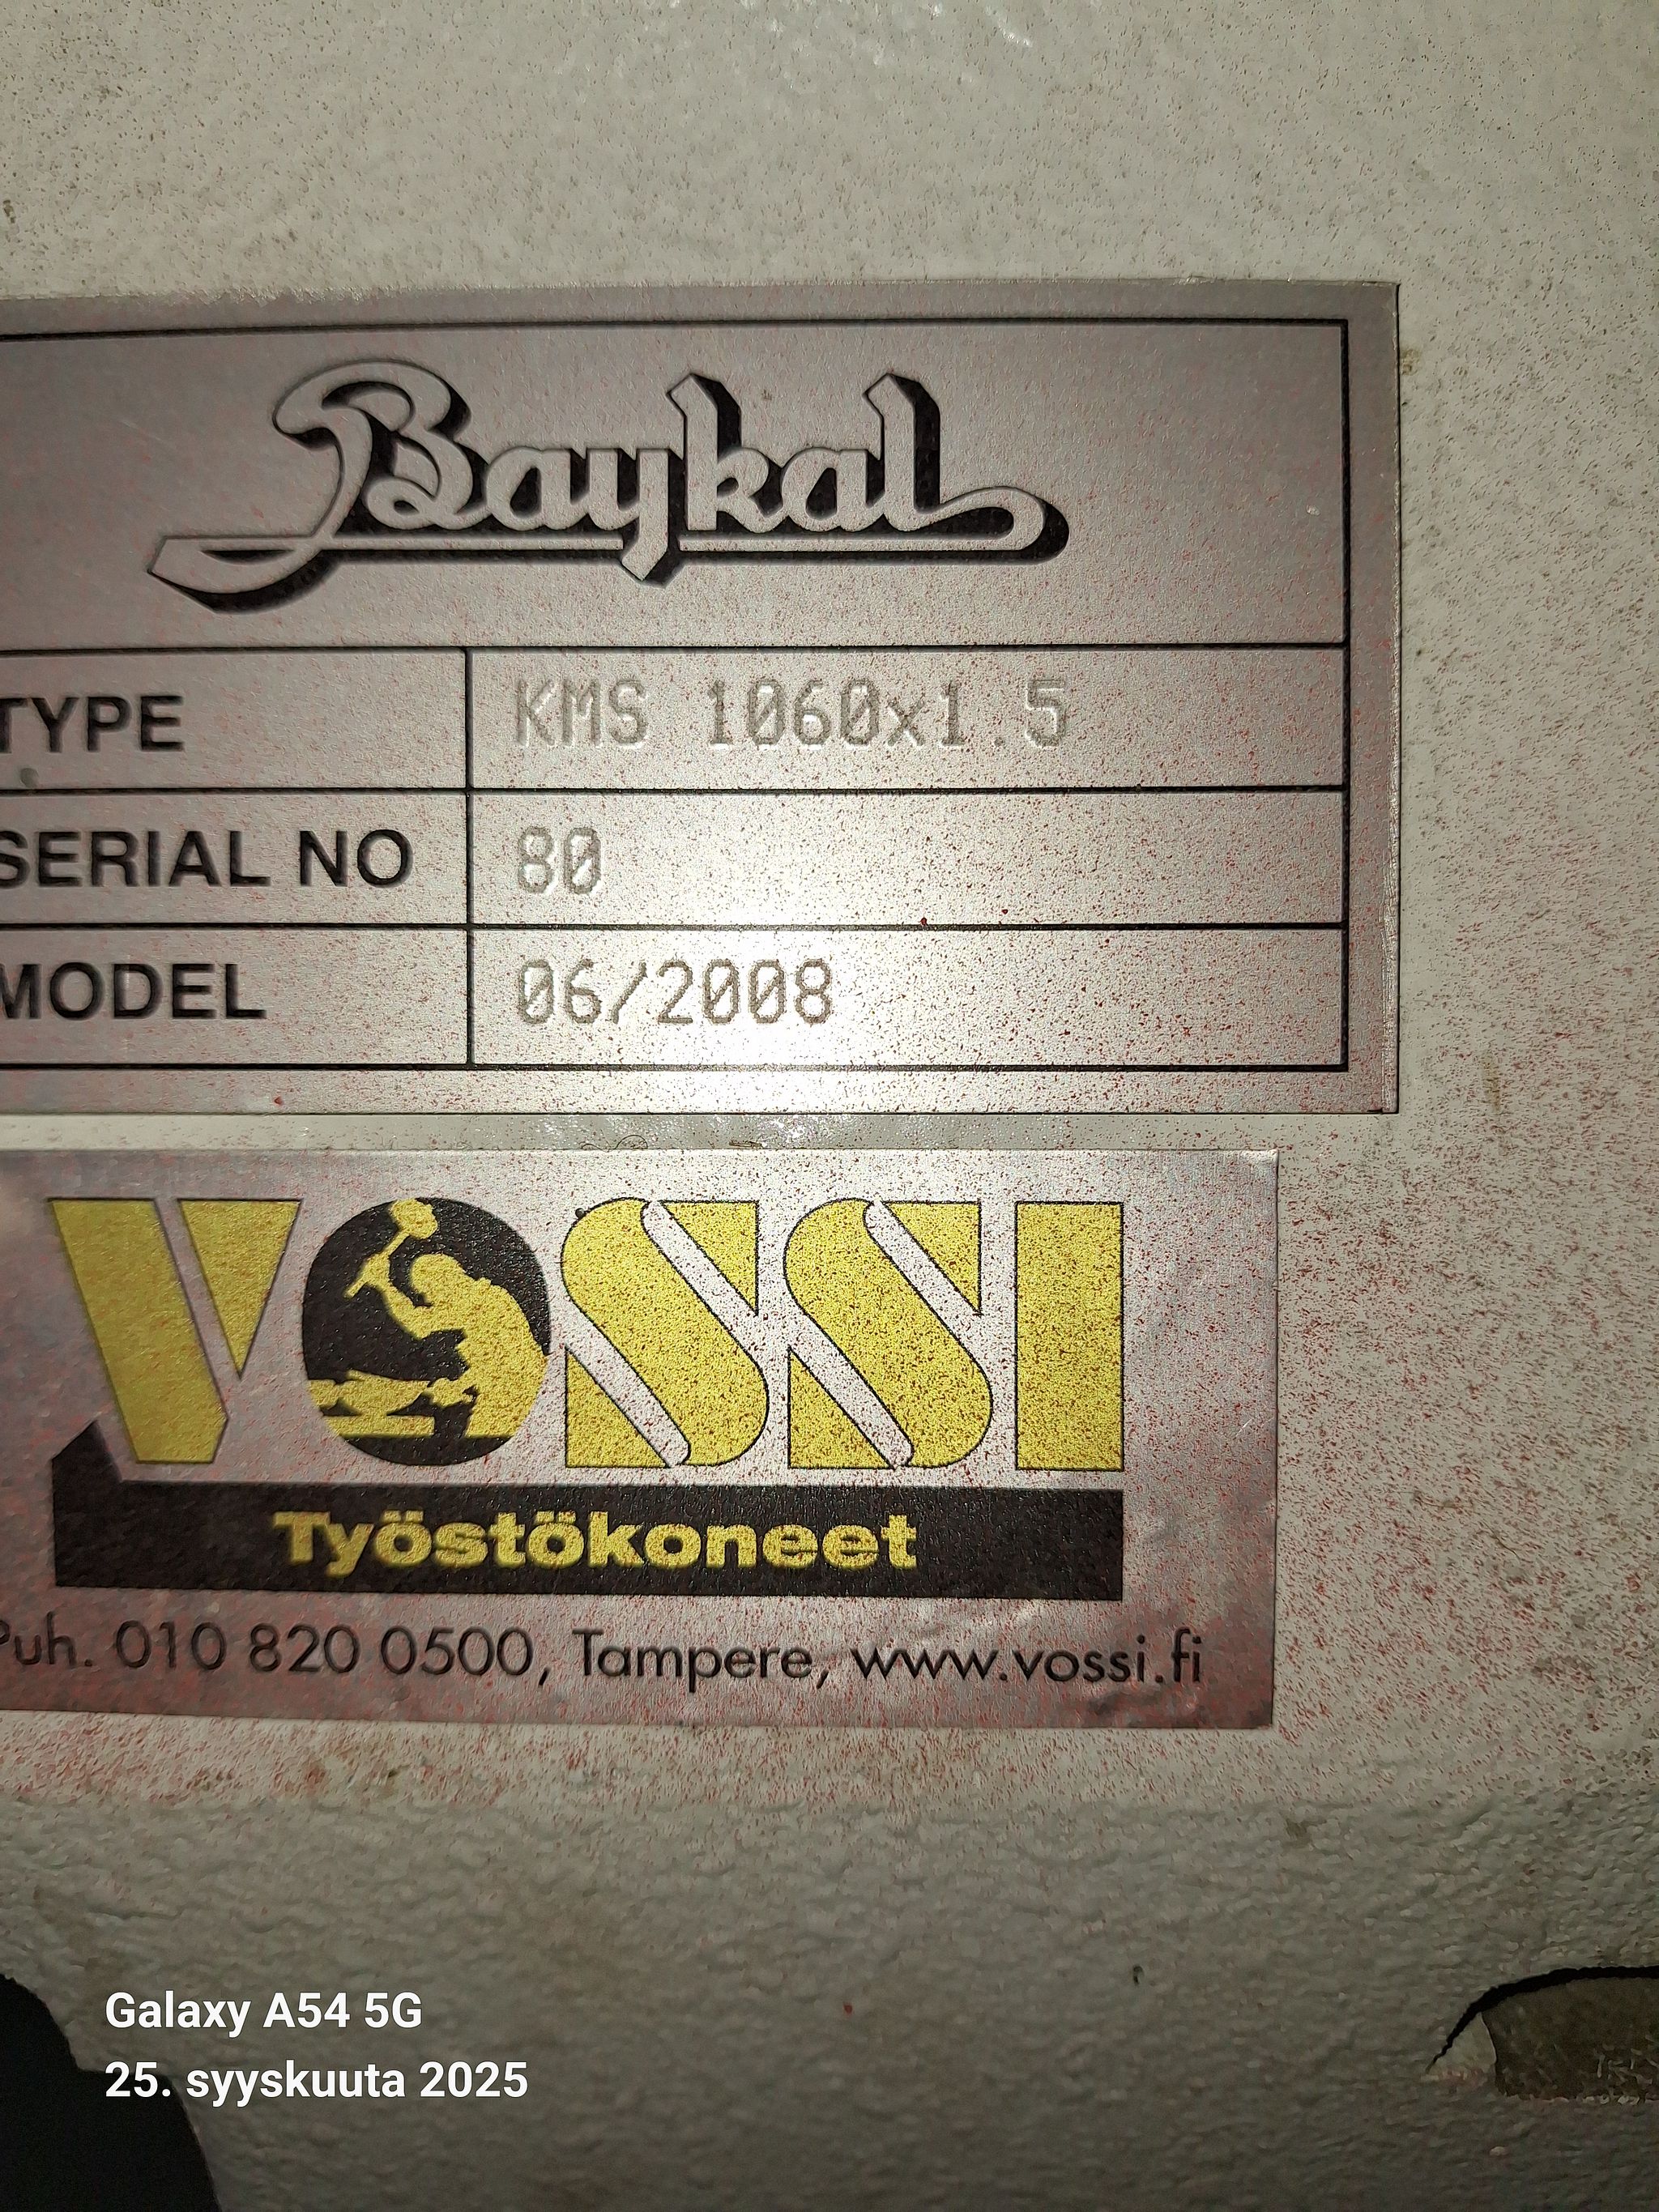 Baykal
TYPE KMS 1060x1.5
SERIAL NO 80
MODEL 06/2008
VOSSI
Työstökoneet
Puh. 010 820 0500, Tampere, www.vossi.fi
Galaxy A54 5G
25. syyskuuta 2025